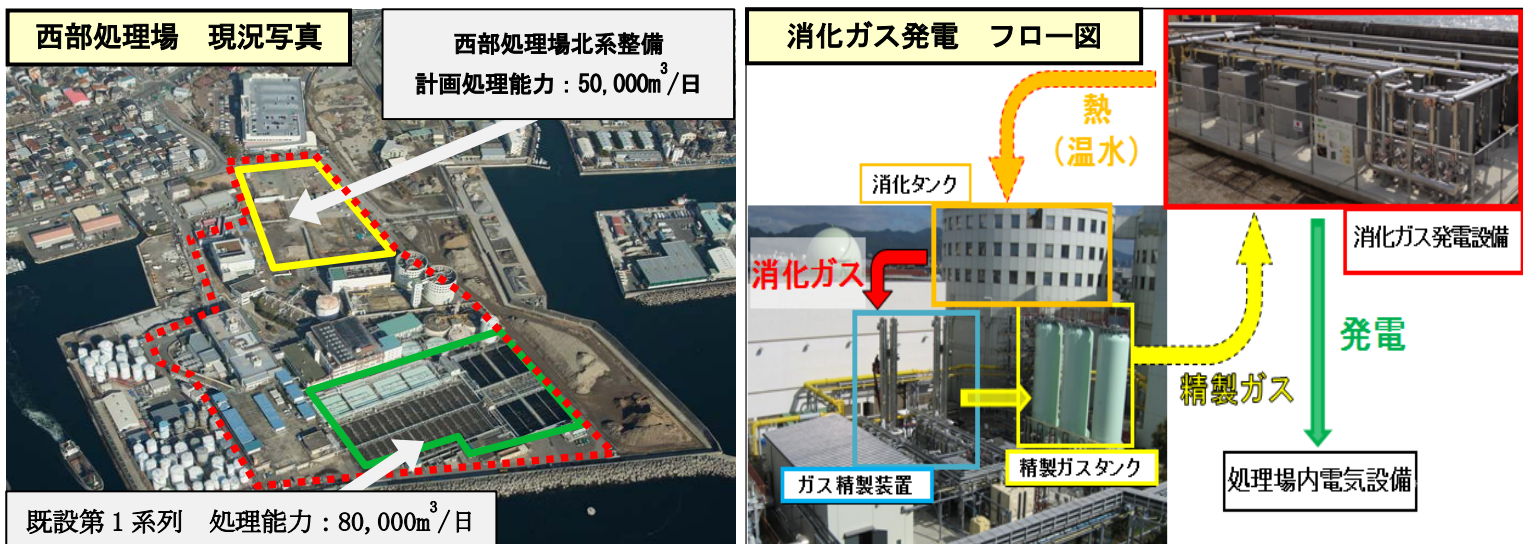 西部処理場 現況写真
西部処理場北系整備
計画処理能力：50,000m³/日
既設第1系列 処理能力：80,000m³/日
消化ガス発電 フロー図
熱
（温水）
消化タンク
消化ガス発電設備
消化ガス
発電
精製ガス
精製ガスタンク
ガス精製装置
処理場内電気設備